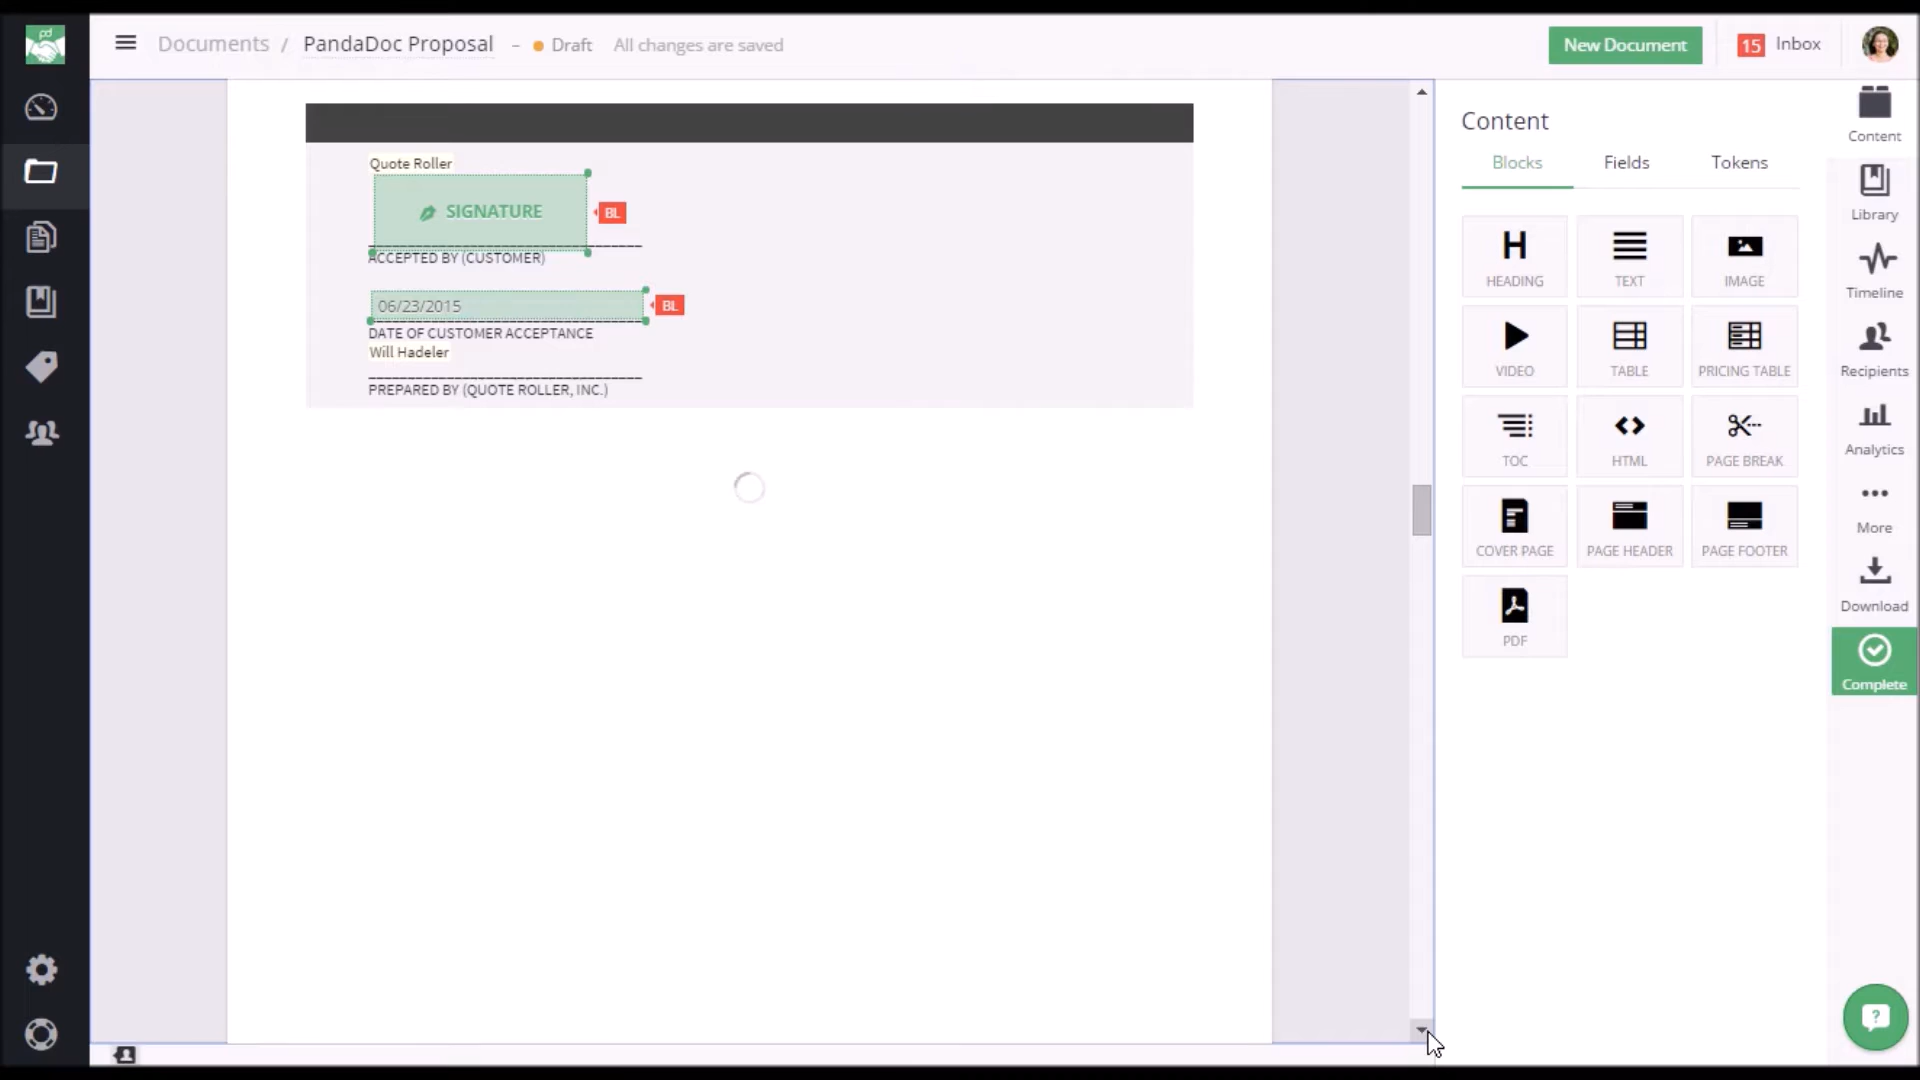 pd
Documents / PandaDoc Proposal – Draft All changes are saved
New Document
15 Inbox
Quote Roller
SIGNATURE
BL
ACCEPTED BY (CUSTOMER)
06/23/2015
BL
DATE OF CUSTOMER ACCEPTANCE
Will Hadeler
PREPARED BY (QUOTE ROLLER, INC.)
Content
Blocks Fields Tokens
H
HEADING TEXT IMAGE
VIDEO TABLE PRICING TABLE
TOC HTML PAGE BREAK
COVER PAGE PAGE HEADER PAGE FOOTER
PDF
Content
Library
Timeline
Recipients
Analytics
More
Download
Complete
?